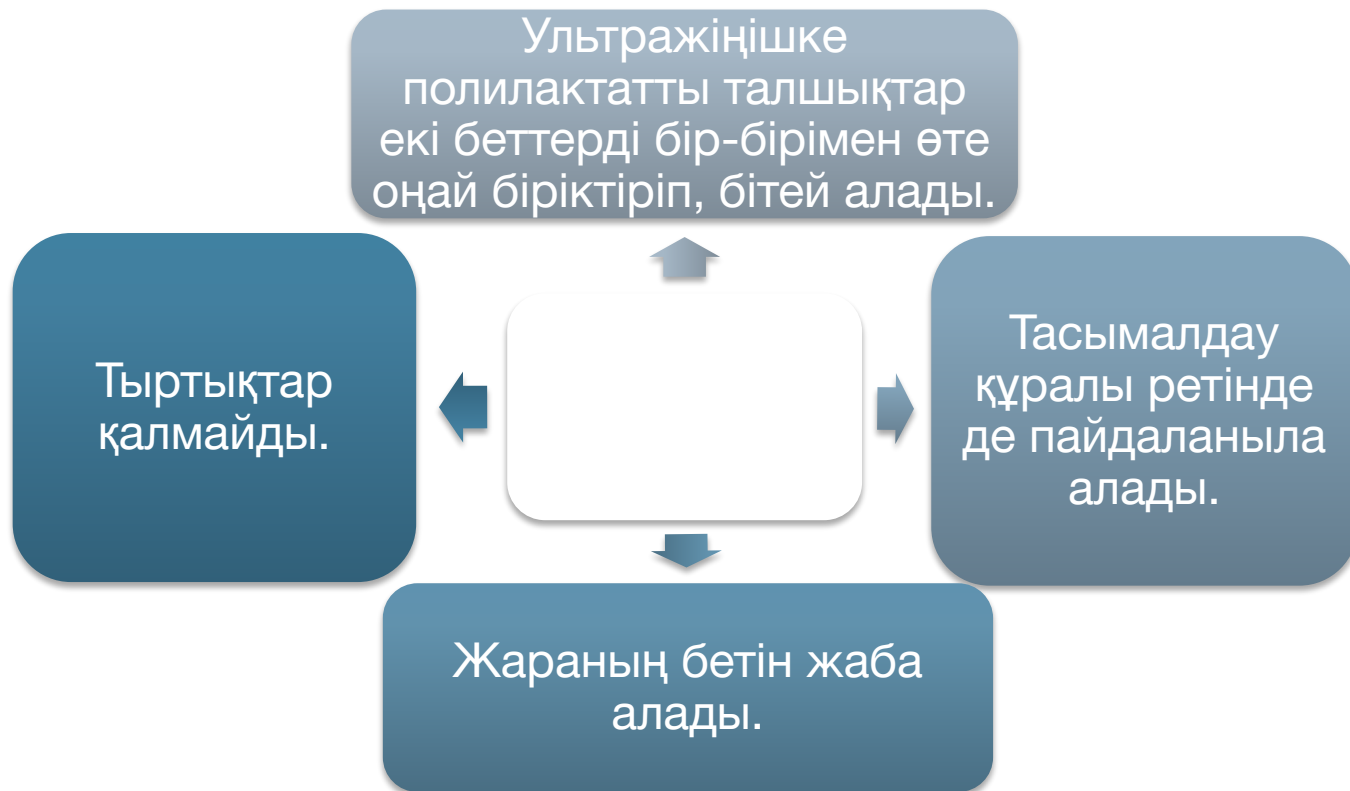 Ультражіңішке
полилактатты талшықтар
екі беттерді бір-бірімен өте
оңай біріктіріп, бітей алады.
Тыртықтар
қалмайды.
Тасымалдау
құралы ретінде
де пайдаланыла
алады.
Жараның бетін жаба
алады.